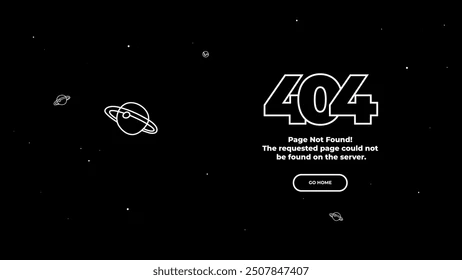 404
Page Not Found!
The requested page could not
be found on the server.
GO HOME
shutterstock.com · 2507847407